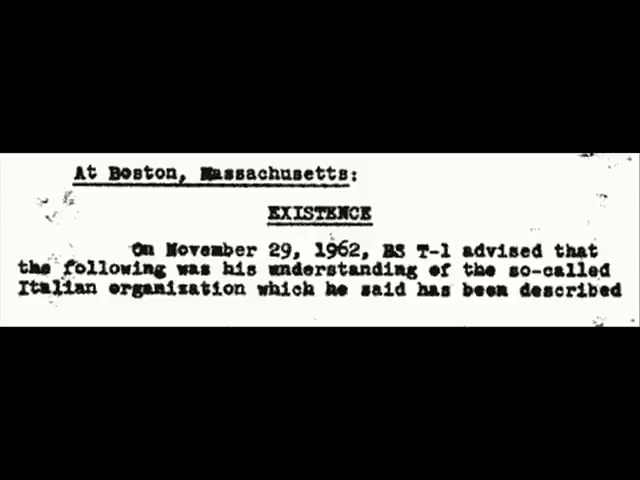 At Boston, Massachusetts:
EXISTENCE
On November 29, 1962, BS T-1 advised that
the following was his understanding of the so-called
Italian organization which he said has been described